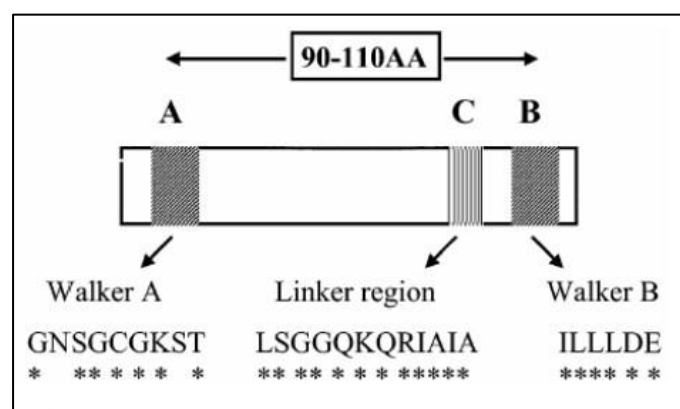 90-110AA
A C B
Walker A Linker region Walker B
GNSGCGKST LSGGQKQRIAIA ILLLDE
* ** * * * * ** ** * * * ***** **** * *